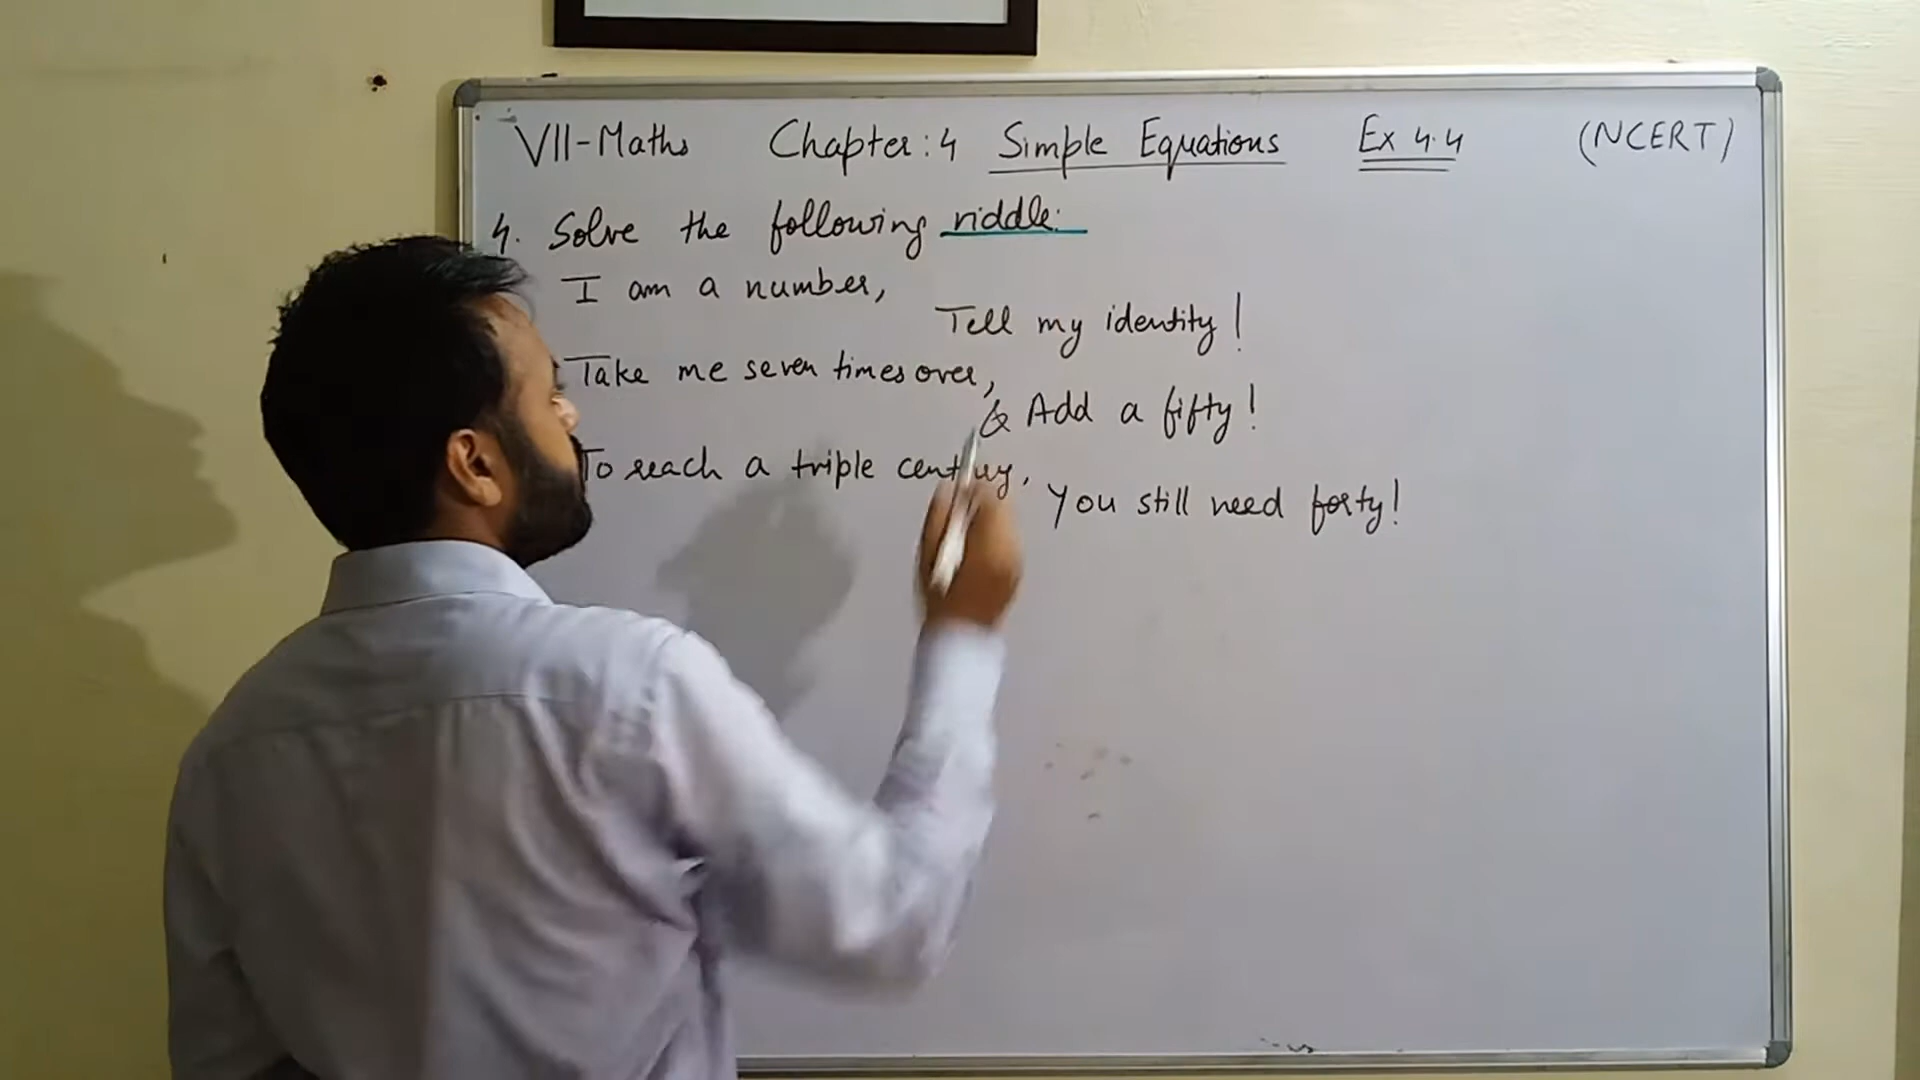 VII-Maths Chapter:4 Simple Equations Ex 4.4 (NCERT)
4. Solve the following riddle:
I am a number,
Tell my identity!
Take me seven times over,
& Add a fifty!
To reach a triple century,
You still need forty!